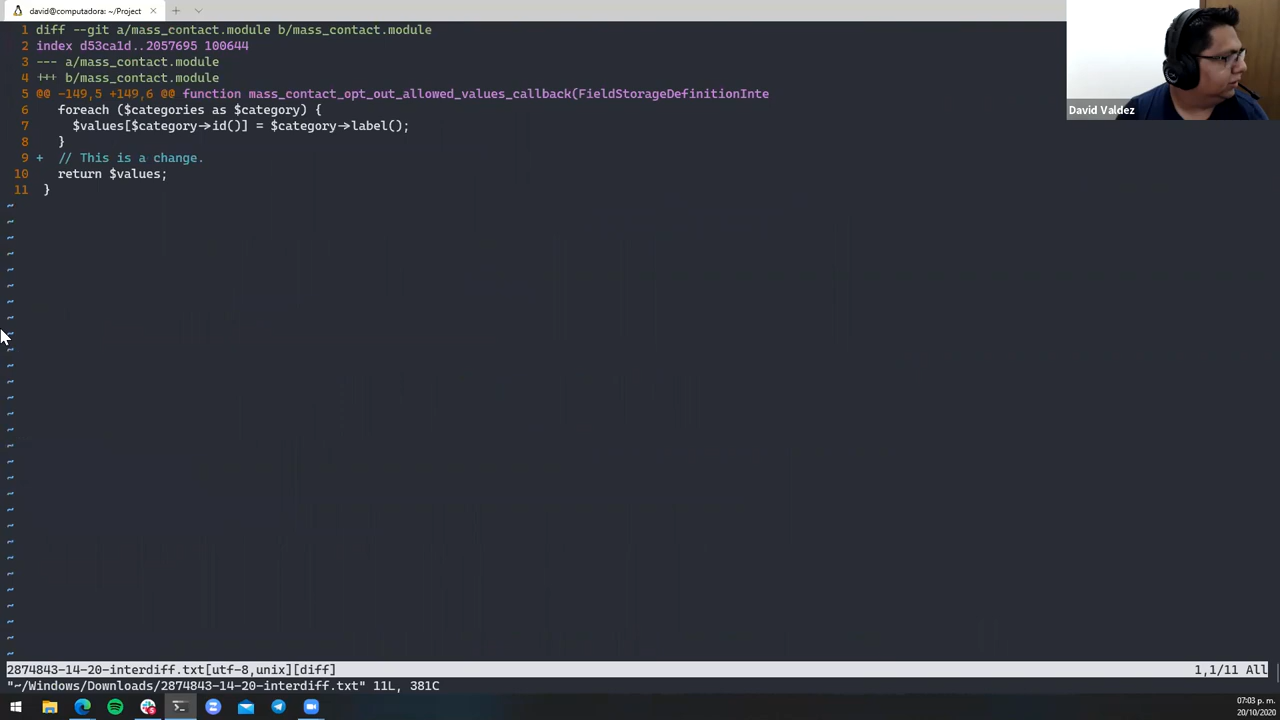 david@computadora: ~/Project
1 diff --git a/mass_contact.module b/mass_contact.module
2 index d53ca1d..2057695 100644
3 --- a/mass_contact.module
4 +++ b/mass_contact.module
5 @@ -149,5 +149,6 @@ function mass_contact_opt_out_allowed_values_callback(FieldStorageDefinitionInte
6 foreach ($categories as $category) {
7 $values[$category->id()] = $category->label();
8 }
9 + // This is a change.
10 return $values;
11 }
David Valdez
2874843-14-20-interdiff.txt[utf-8,unix][diff] 1,1/11 All
"~/Windows/Downloads/2874843-14-20-interdiff.txt" 11L, 381C
07:03 p. m.
20/10/2020